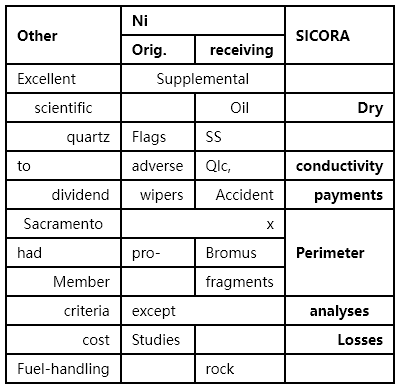 Other Ni SICORA
Orig. receiving
Excellent Supplemental
scientific Oil Dry
quartz Flags SS
to adverse Qlc, conductivity
dividend wipers Accident payments
Sacramento x Perimeter
had pro- Bromus
Member fragments
criteria except analyses
cost Studies Losses
Fuel-handling rock